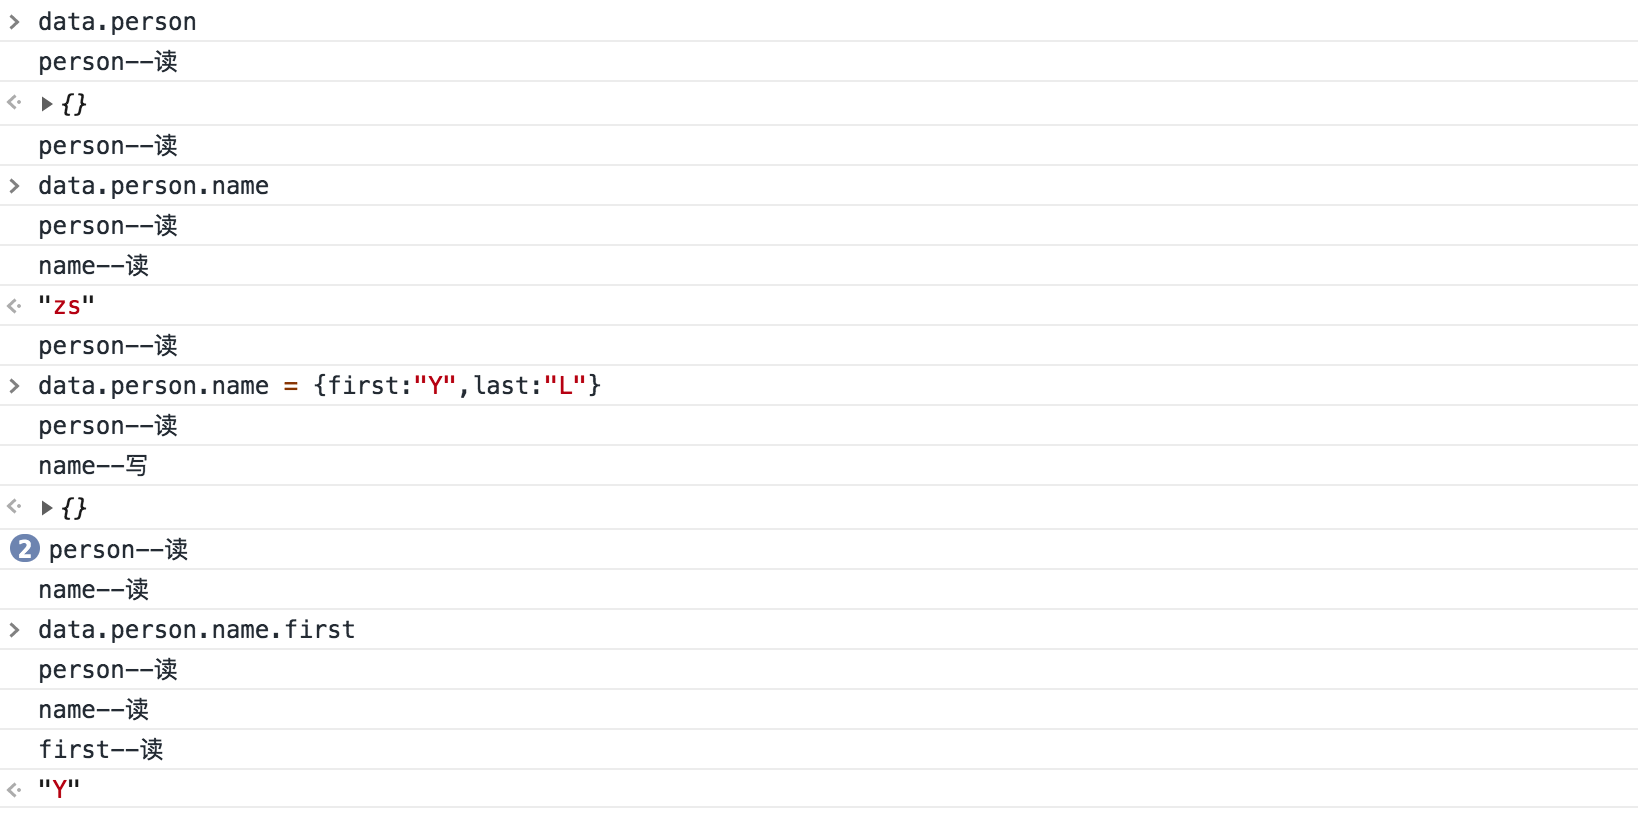 > data.person
person--读
{}
person--读
> data.person.name
person--读
name--读
"zs"
person--读
> data.person.name = {first:"Y",last:"L"}
person--读
name--写
{}
2 person--读
name--读
> data.person.name.first
person--读
name--读
first--读
"Y"